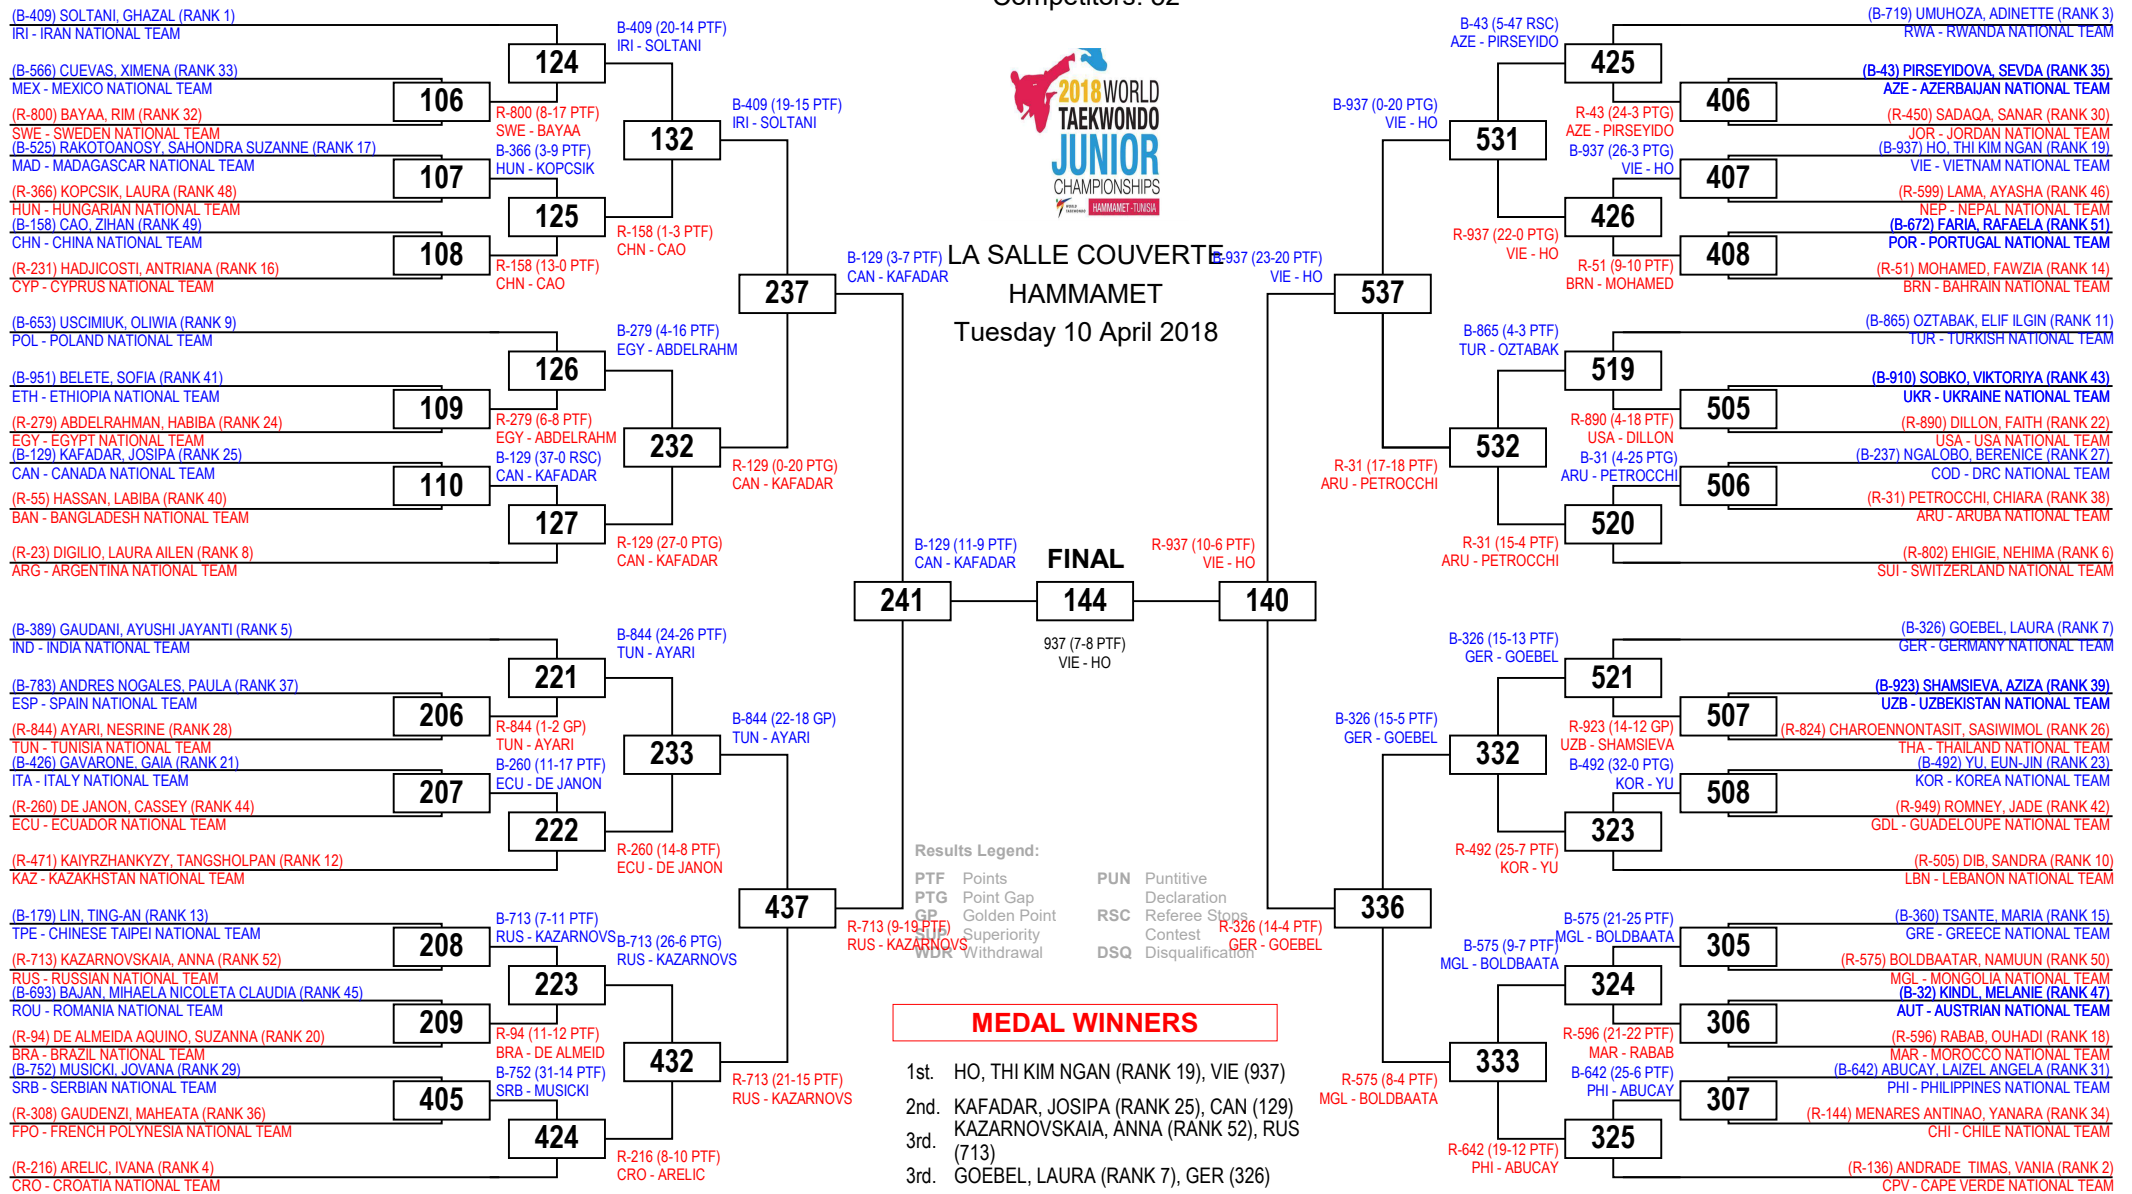 Competitors: 52
(B-409) SOLTANI, GHAZAL (RANK 1)
IRI - IRAN NATIONAL TEAM
(B-566) CUEVAS, XIMENA (RANK 33)
MEX - MEXICO NATIONAL TEAM
(R-800) BAYAA, RIM (RANK 32)
SWE - SWEDEN NATIONAL TEAM
(B-525) RAKOTOANOSY, SAHONDRA SUZANNE (RANK 17)
MAD - MADAGASCAR NATIONAL TEAM
(R-366) KOPCSIK, LAURA (RANK 48)
HUN - HUNGARIAN NATIONAL TEAM
(B-158) CAO, ZIHAN (RANK 49)
CHN - CHINA NATIONAL TEAM
(R-231) HADJICOSTI, ANTRIANA (RANK 16)
CYP - CYPRUS NATIONAL TEAM
(B-653) USCIMIUK, OLIWIA (RANK 9)
POL - POLAND NATIONAL TEAM
(B-951) BELETE, SOFIA (RANK 41)
ETH - ETHIOPIA NATIONAL TEAM
(R-279) ABDELRAHMAN, HABIBA (RANK 24)
EGY - EGYPT NATIONAL TEAM
(B-129) KAFADAR, JOSIPA (RANK 25)
CAN - CANADA NATIONAL TEAM
(R-55) HASSAN, LABIBA (RANK 40)
BAN - BANGLADESH NATIONAL TEAM
(R-23) DIGILIO, LAURA AILEN (RANK 8)
ARG - ARGENTINA NATIONAL TEAM
(B-389) GAUDANI, AYUSHI JAYANTI (RANK 5)
IND - INDIA NATIONAL TEAM
(B-783) ANDRES NOGALES, PAULA (RANK 37)
ESP - SPAIN NATIONAL TEAM
(R-844) AYARI, NESRINE (RANK 28)
TUN - TUNISIA NATIONAL TEAM
(B-426) GAVARONE, GAIA (RANK 21)
ITA - ITALY NATIONAL TEAM
(R-260) DE JANON, CASSEY (RANK 44)
ECU - ECUADOR NATIONAL TEAM
(R-471) KAIYRZHANKYZY, TANGSHOLPAN (RANK 12)
KAZ - KAZAKHSTAN NATIONAL TEAM
(B-179) LIN, TING-AN (RANK 13)
TPE - CHINESE TAIPEI NATIONAL TEAM
(R-713) KAZARNOVSKAIA, ANNA (RANK 52)
RUS - RUSSIAN NATIONAL TEAM
(B-693) BAJAN, MIHAELA NICOLETA CLAUDIA (RANK 45)
ROU - ROMANIA NATIONAL TEAM
(R-94) DE ALMEIDA AQUINO, SUZANNA (RANK 20)
BRA - BRAZIL NATIONAL TEAM
(B-752) MUSICKI, JOVANA (RANK 29)
SRB - SERBIAN NATIONAL TEAM
(R-308) GAUDENZI, MAHEATA (RANK 36)
FPO - FRENCH POLYNESIA NATIONAL TEAM
(R-216) ARELIC, IVANA (RANK 4)
CRO - CROATIA NATIONAL TEAM
106
107
108
109
110
206
207
208
209
405
R-800 (8-17 PTF)
SWE - BAYAA
B-366 (3-9 PTF)
HUN - KOPCSIK
R-158 (13-0 PTF)
CHN - CAO
R-279 (6-8 PTF)
EGY - ABDELRAHM
B-129 (37-0 RSC)
CAN - KAFADAR
R-844 (1-2 GP)
TUN - AYARI
B-260 (11-17 PTF)
ECU - DE JANON
B-713 (7-11 PTF)
RUS - KAZARNOVS
R-94 (11-12 PTF)
BRA - DE ALMEID
B-752 (31-14 PTF)
SRB - MUSICKI
124
125
126
127
221
222
223
424
B-409 (20-14 PTF)
IRI - SOLTANI
R-158 (1-3 PTF)
CHN - CAO
B-279 (4-16 PTF)
EGY - ABDELRAHM
R-129 (27-0 PTG)
CAN - KAFADAR
B-844 (24-26 PTF)
TUN - AYARI
R-260 (14-8 PTF)
ECU - DE JANON
B-713 (26-6 PTG)
RUS - KAZARNOVS
R-216 (8-10 PTF)
CRO - ARELIC
132
232
233
432
B-409 (19-15 PTF)
IRI - SOLTANI
R-129 (0-20 PTG)
CAN - KAFADAR
B-844 (22-18 GP)
TUN - AYARI
R-713 (21-15 PTF)
RUS - KAZARNOVS
237
437
B-129 (3-7 PTF)
CAN - KAFADAR
R-713 (9-19 PTF)
RUS - KAZARNOVS
241
B-129 (11-9 PTF)
CAN - KAFADAR
2018 WORLD
TAEKWONDO
JUNIOR
CHAMPIONSHIPS
WORLD TAEKWONDO
HAMMAMET - TUNISIA
LA SALLE COUVERTE
HAMMAMET
Tuesday 10 April 2018
FINAL
144
937 (7-8 PTF)
VIE - HO
R-937 (10-6 PTF)
VIE - HO
140
B-937 (23-20 PTF)
VIE - HO
R-326 (14-4 PTF)
GER - GOEBEL
537
336
B-937 (0-20 PTG)
VIE - HO
R-31 (17-18 PTF)
ARU - PETROCCHI
B-326 (15-5 PTF)
GER - GOEBEL
R-575 (8-4 PTF)
MGL - BOLDBAATA
531
532
332
333
B-43 (5-47 RSC)
AZE - PIRSEYIDO
R-937 (22-0 PTG)
VIE - HO
B-865 (4-3 PTF)
TUR - OZTABAK
R-31 (15-4 PTF)
ARU - PETROCCHI
B-326 (15-13 PTF)
GER - GOEBEL
R-492 (25-7 PTF)
KOR - YU
B-575 (9-7 PTF)
MGL - BOLDBAATA
R-642 (19-12 PTF)
PHI - ABUCAY
425
426
519
520
521
323
324
325
R-43 (24-3 PTG)
AZE - PIRSEYIDO
B-937 (26-3 PTG)
VIE - HO
R-51 (9-10 PTF)
BRN - MOHAMED
R-890 (4-18 PTF)
USA - DILLON
B-31 (4-25 PTG)
ARU - PETROCCHI
R-923 (14-12 GP)
UZB - SHAMSIEVA
B-492 (32-0 PTG)
KOR - YU
B-575 (21-25 PTF)
MGL - BOLDBAATA
R-596 (21-22 PTF)
MAR - RABAB
B-642 (25-6 PTF)
PHI - ABUCAY
406
407
408
505
506
507
508
305
306
307
(B-719) UMUHOZA, ADINETTE (RANK 3)
RWA - RWANDA NATIONAL TEAM
(B-43) PIRSEYIDOVA, SEVDA (RANK 35)
AZE - AZERBAIJAN NATIONAL TEAM
(R-450) SADAQA, SANAR (RANK 30)
JOR - JORDAN NATIONAL TEAM
(B-937) HO, THI KIM NGAN (RANK 19)
VIE - VIETNAM NATIONAL TEAM
(R-599) LAMA, AYASHA (RANK 46)
NEP - NEPAL NATIONAL TEAM
(B-672) FARIA, RAFAELA (RANK 51)
POR - PORTUGAL NATIONAL TEAM
(R-51) MOHAMED, FAWZIA (RANK 14)
BRN - BAHRAIN NATIONAL TEAM
(B-865) OZTABAK, ELIF ILGIN (RANK 11)
TUR - TURKISH NATIONAL TEAM
(B-910) SOBKO, VIKTORIYA (RANK 43)
UKR - UKRAINE NATIONAL TEAM
(R-890) DILLON, FAITH (RANK 22)
USA - USA NATIONAL TEAM
(B-237) NGALOBO, BERENICE (RANK 27)
COD - DRC NATIONAL TEAM
(R-31) PETROCCHI, CHIARA (RANK 38)
ARU - ARUBA NATIONAL TEAM
(R-802) EHIGIE, NEHIMA (RANK 6)
SUI - SWITZERLAND NATIONAL TEAM
(B-326) GOEBEL, LAURA (RANK 7)
GER - GERMANY NATIONAL TEAM
(B-923) SHAMSIEVA, AZIZA (RANK 39)
UZB - UZBEKISTAN NATIONAL TEAM
(R-824) CHAROENNONTASIT, SASIWIMOL (RANK 26)
THA - THAILAND NATIONAL TEAM
(B-492) YU, EUN-JIN (RANK 23)
KOR - KOREA NATIONAL TEAM
(R-949) ROMNEY, JADE (RANK 42)
GDL - GUADELOUPE NATIONAL TEAM
(R-505) DIB, SANDRA (RANK 10)
LBN - LEBANON NATIONAL TEAM
(B-360) TSANTE, MARIA (RANK 15)
GRE - GREECE NATIONAL TEAM
(R-575) BOLDBAATAR, NAMUUN (RANK 50)
MGL - MONGOLIA NATIONAL TEAM
(B-32) KINDL, MELANIE (RANK 47)
AUT - AUSTRIAN NATIONAL TEAM
(R-596) RABAB, OUHADI (RANK 18)
MAR - MOROCCO NATIONAL TEAM
(B-642) ABUCAY, LAIZEL ANGELA (RANK 31)
PHI - PHILIPPINES NATIONAL TEAM
(R-144) MENARES ANTINAO, YANARA (RANK 34)
CHI - CHILE NATIONAL TEAM
(R-136) ANDRADE TIMAS, VANIA (RANK 2)
CPV - CAPE VERDE NATIONAL TEAM
Results Legend:
PTF Points
PTG Point Gap
GP Golden Point
SUP Superiority
WDR Withdrawal
PUN Puntitive Declaration
RSC Referee Stops Contest
DSQ Disqualification
MEDAL WINNERS
1st. HO, THI KIM NGAN (RANK 19), VIE (937)
2nd. KAFADAR, JOSIPA (RANK 25), CAN (129)
3rd. KAZARNOVSKAIA, ANNA (RANK 52), RUS (713)
3rd. GOEBEL, LAURA (RANK 7), GER (326)